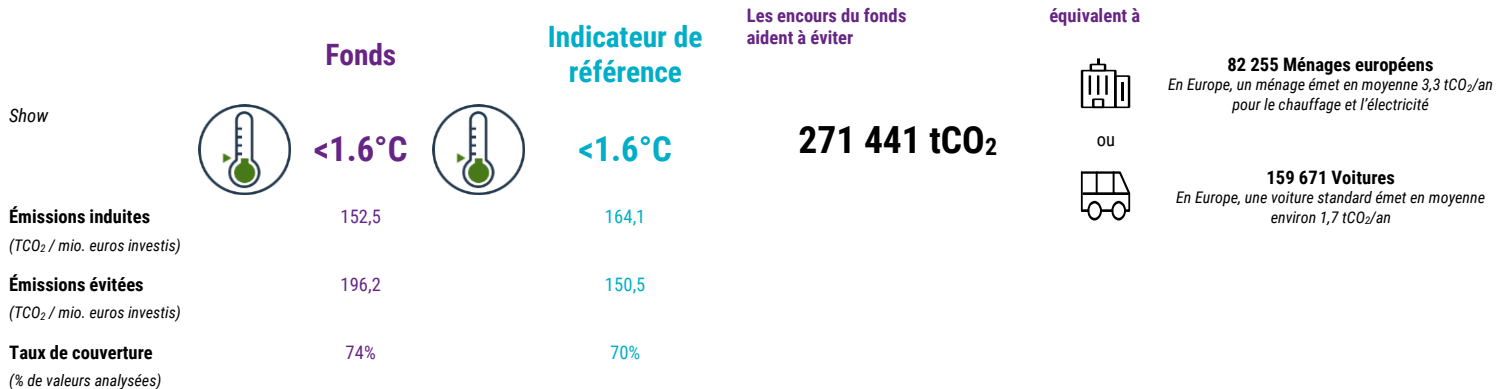 Fonds
Indicateur de
référence
Show
<1.6°C
<1.6°C
Émissions induites
152,5
164,1
(TCO₂ / mio. euros investis)
Émissions évitées
196,2
150,5
(TCO₂ / mio. euros investis)
Taux de couverture
74%
70%
(% de valeurs analysées)
Les encours du fonds
aident à éviter
271 441 tCO₂
équivalent à
82 255 Ménages européens
En Europe, un ménage émet en moyenne 3,3 tCO₂/an
pour le chauffage et l’électricité
ou
159 671 Voitures
En Europe, une voiture standard émet en moyenne
environ 1,7 tCO₂/an